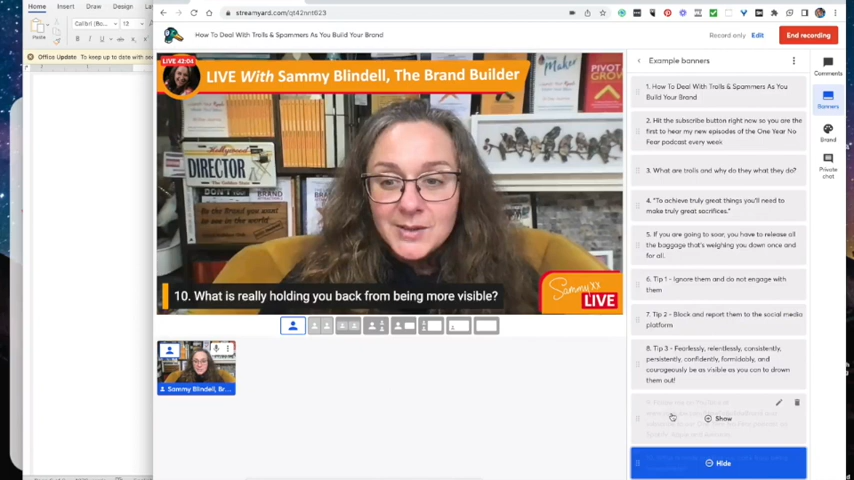 Home Insert Draw Design
Calibri (Bo... 12
Paste B I U
Office Update To keep up to date with
streamyard.com/qt42nnt623
How To Deal With Trolls & Spammers As You Build Your Brand
Record only Edit End recording
LIVE 42:04
LIVE With Sammy Blindell, The Brand Builder
Maker
PIVOT
GROW
Hollywood
DIRECTOR
The Golden State
DON'T
BRAND
10. What is really holding you back from being more visible?
Sammy xx
LIVE
Sammy Blindell, Br...
Example banners
1. How To Deal With Trolls & Spammers As You
Build Your Brand
2. Hit the subscribe button right now so you are the
first to hear my new episodes of the One Year No
Fear podcast every week
3. What are trolls and why do they what they do?
4. "To achieve truly great things you'll need to
make truly great sacrifices."
5. If you are going to soar, you have to release all
the baggage that's weighing you down once and
for all.
6. Tip 1 - Ignore them and do not engage with
them
7. Tip 2 - Block and report them to the social media
platform
8. Tip 3 - Fearlessly, relentlessly, consistently,
persistently, confidently, formidably, and
courageously be as visible as you can to drown
them out!
Show
Hide
Comments
Banners
Brand
Private
chat